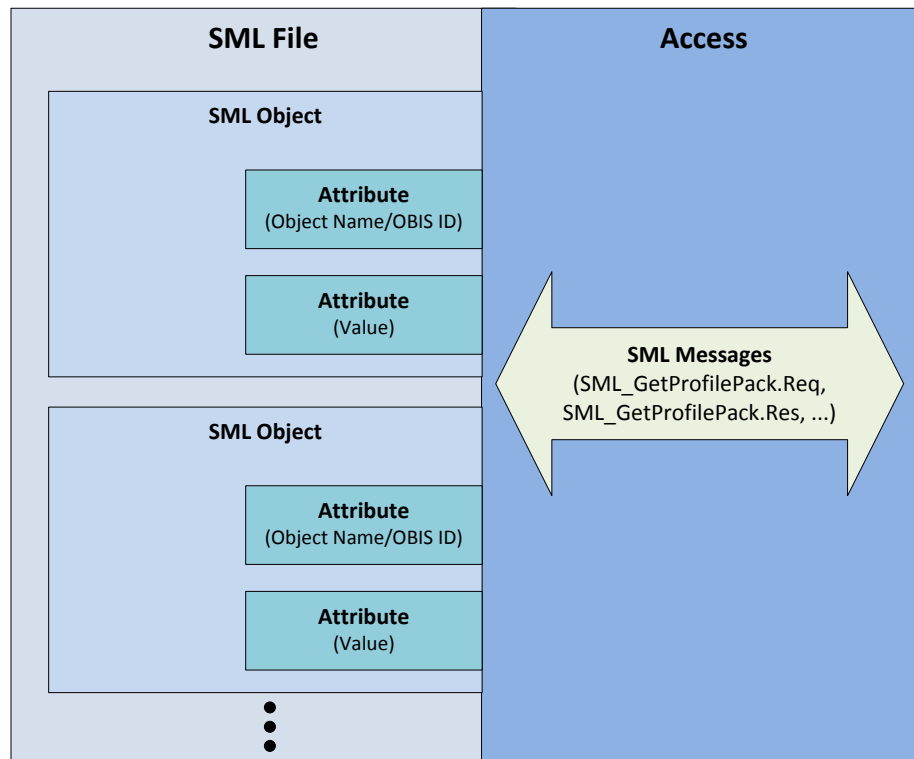 SML File
SML Object
Attribute
(Object Name/OBIS ID)
Attribute
(Value)
SML Object
Attribute
(Object Name/OBIS ID)
Attribute
(Value)
Access
SML Messages
(SML_GetProfilePack.Req,
SML_GetProfilePack.Res, ...)